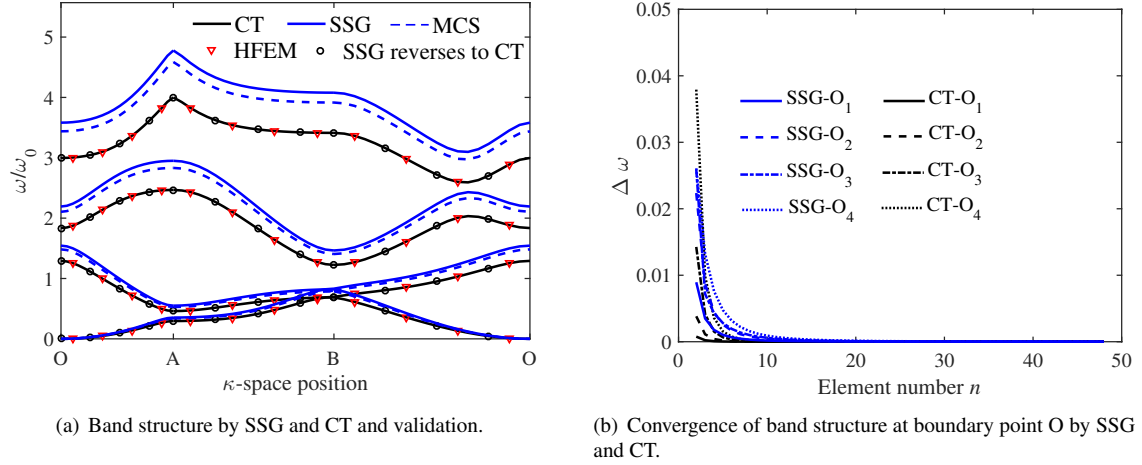 CT SSG MCS
HFEM SSG reverses to CT
5
4
3
2
1
0
ω/ω₀
O A B O
κ-space position
(a) Band structure by SSG and CT and validation.
0.05
0.04
0.03
0.02
0.01
0
Δ ω
SSG-O₁ CT-O₁
SSG-O₂ CT-O₂
SSG-O₃ CT-O₃
SSG-O₄ CT-O₄
0 10 20 30 40 50
Element number n
(b) Convergence of band structure at boundary point O by SSG
and CT.